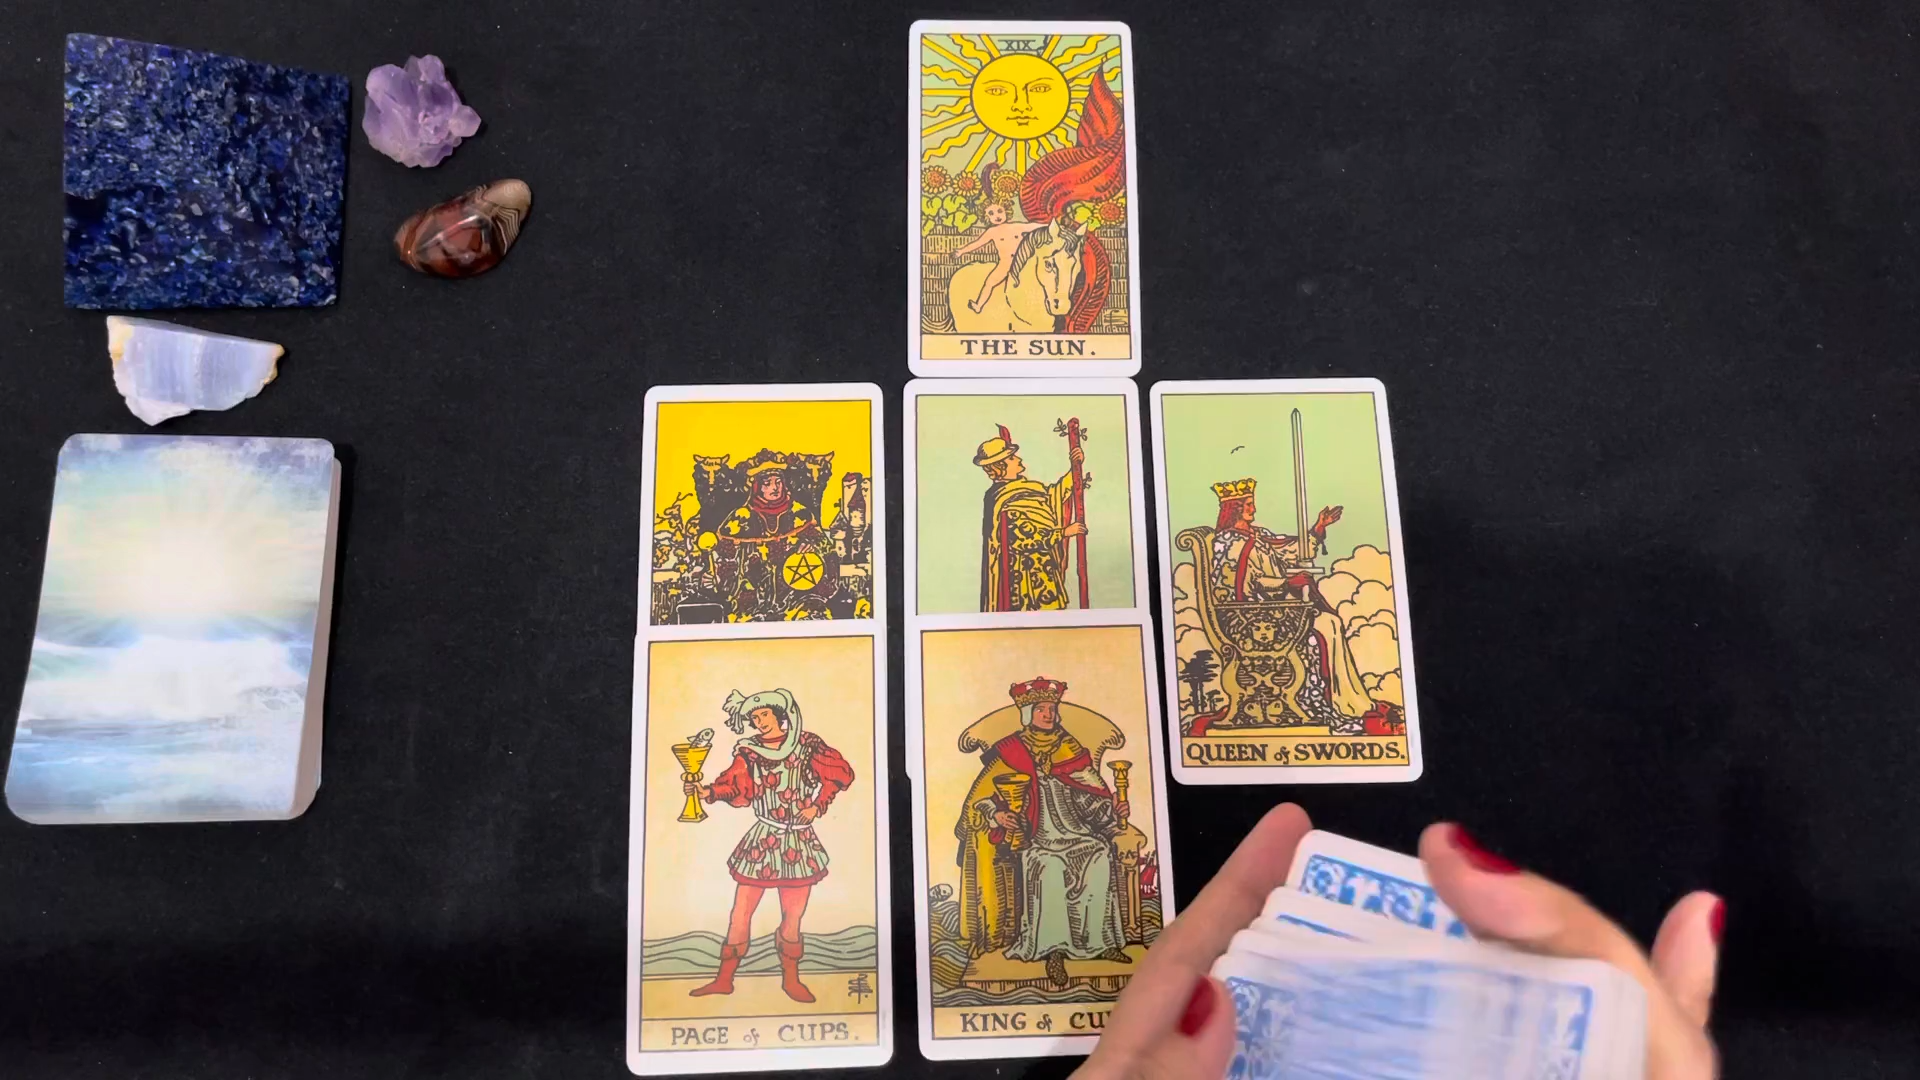 XIX
THE SUN.
QUEEN of SWORDS.
PAGE of CUPS.
KING of